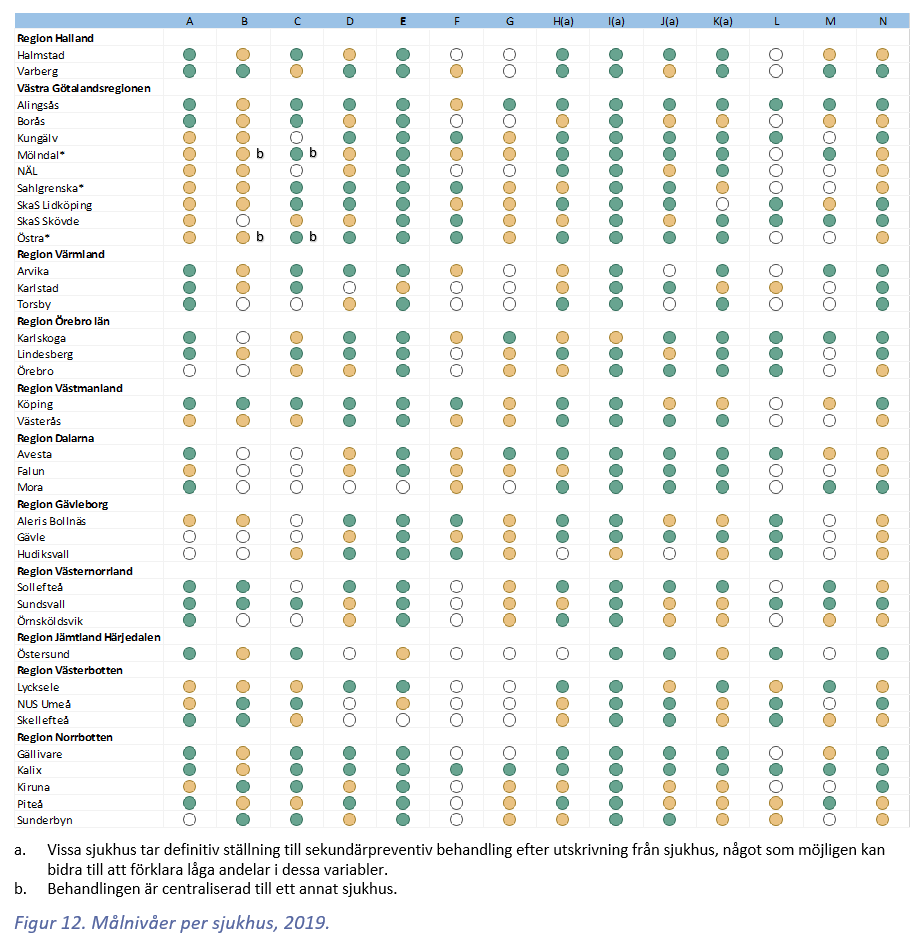 A B C D E F G H(a) I(a) J(a) K(a) L M N
Region Halland
Halmstad
Varberg
Västra Götalandsregionen
Alingsås
Borås
Kungälv
Mölndal* b b
NÄL
Sahlgrenska*
SkaS Lidköping
SkaS Skövde
Östra* b b
Region Värmland
Arvika
Karlstad
Torsby
Region Örebro län
Karlskoga
Lindesberg
Örebro
Region Västmanland
Köping
Västerås
Region Dalarna
Avesta
Falun
Mora
Region Gävleborg
Aleris Bollnäs
Gävle
Hudiksvall
Region Västernorrland
Sollefteå
Sundsvall
Örnsköldsvik
Region Jämtland Härjedalen
Östersund
Region Västerbotten
Lycksele
NUS Umeå
Skellefteå
Region Norrbotten
Gällivare
Kalix
Kiruna
Piteå
Sunderbyn
a. Vissa sjukhus tar definitiv ställning till sekundärpreventiv behandling efter utskrivning från sjukhus, något som möjligen kan
bidra till att förklara låga andelar i dessa variabler.
b. Behandlingen är centraliserad till ett annat sjukhus.
Figur 12. Målnivåer per sjukhus, 2019.